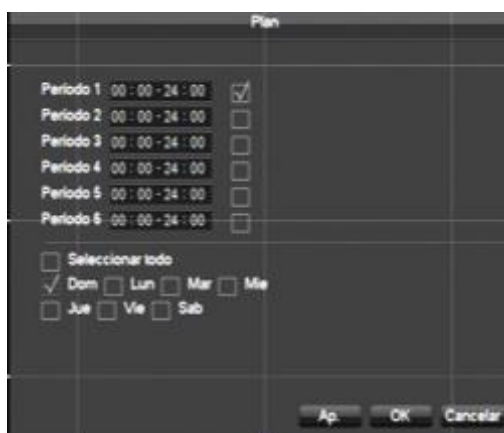 Plan
Periodo 1 00 : 00 - 24 : 00
Periodo 2 00 : 00 - 24 : 00
Periodo 3 00 : 00 - 24 : 00
Periodo 4 00 : 00 - 24 : 00
Periodo 5 00 : 00 - 24 : 00
Periodo 6 00 : 00 - 24 : 00
Seleccionar todo
Dom Lun Mar Mie
Jue Vie Sab
Ap. OK Cancelar